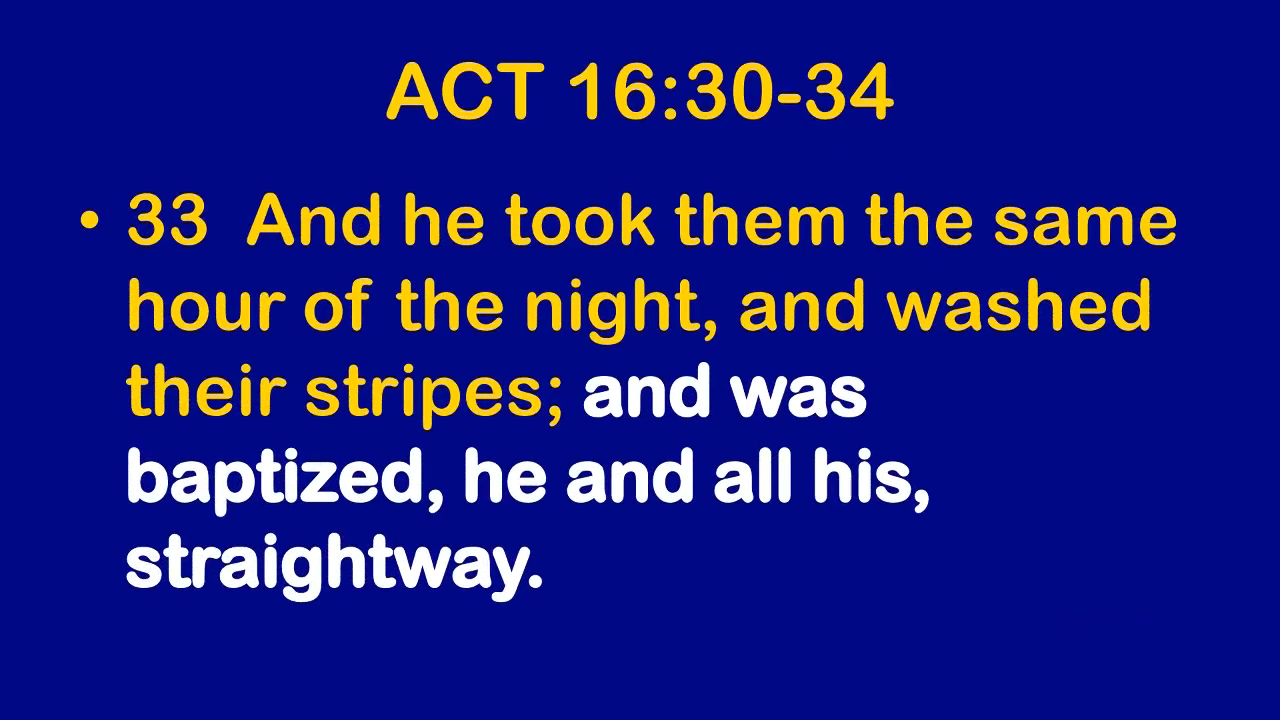 ACT 16:30-34
• 33  And he took them the same
hour of the night, and washed
their stripes; and was
baptized, he and all his,
straightway.